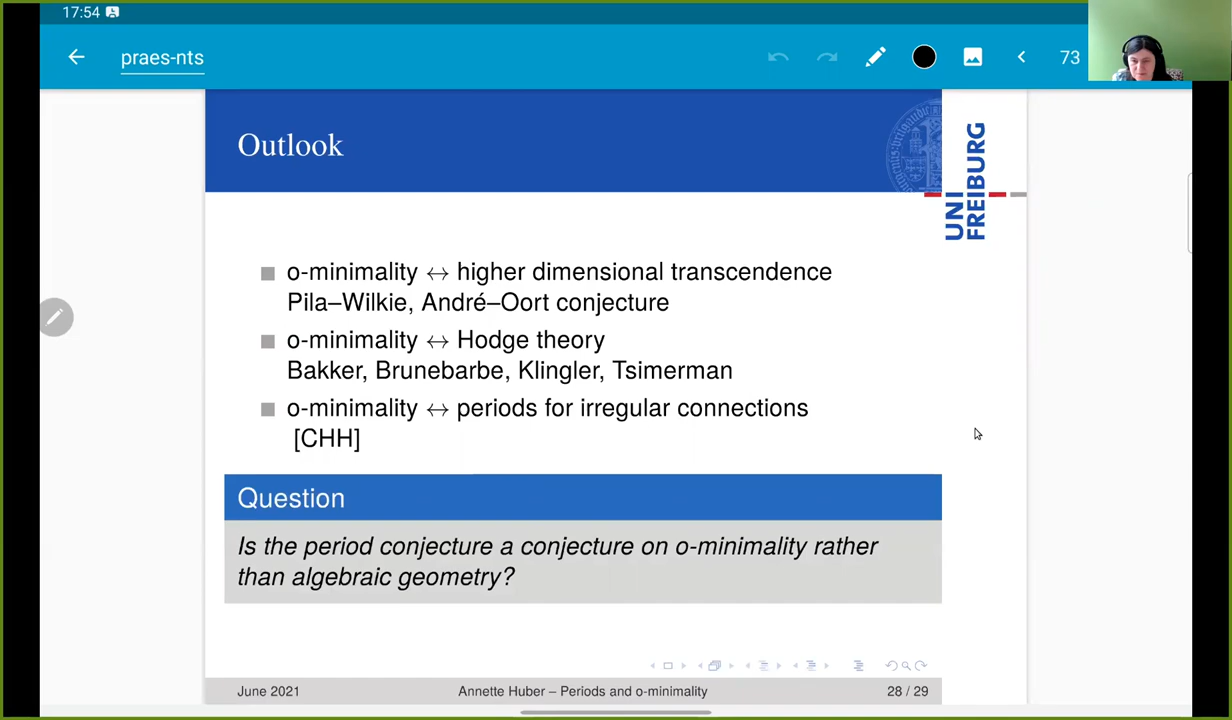 17:54
praes-nts
73
Outlook
UNI
FREIBURG
o-minimality ↔ higher dimensional transcendence
Pila–Wilkie, André–Oort conjecture
o-minimality ↔ Hodge theory
Bakker, Brunebarbe, Klingler, Tsimerman
o-minimality ↔ periods for irregular connections
[CHH]
Question
Is the period conjecture a conjecture on o-minimality rather
than algebraic geometry?
June 2021
Annette Huber – Periods and o-minimality
28 / 29